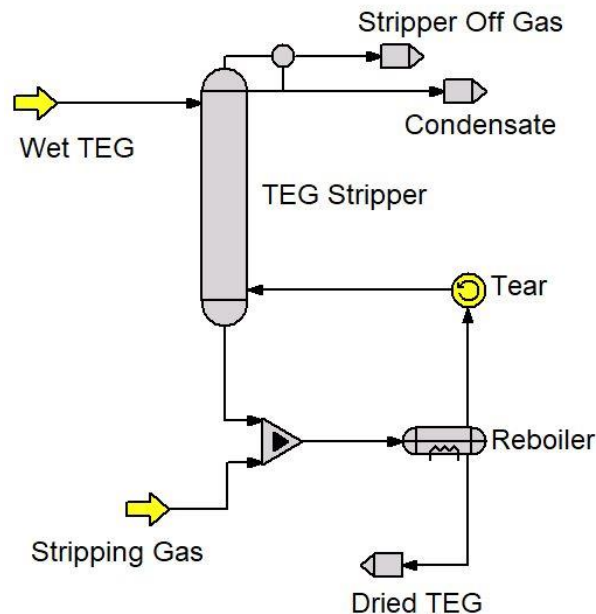 Stripper Off Gas
Condensate
Wet TEG
TEG Stripper
Tear
Reboiler
Stripping Gas
Dried TEG